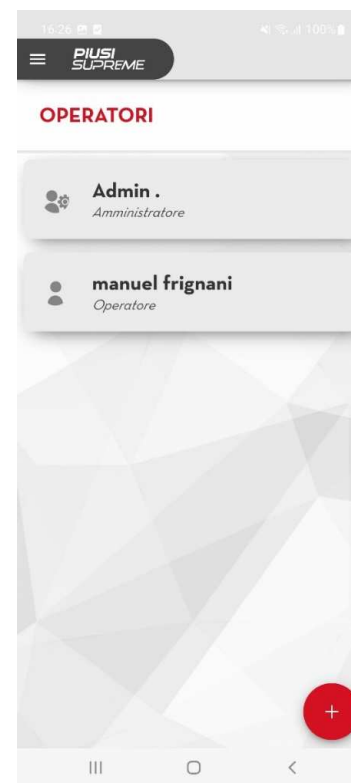 16:26
100%
PIUSI
SUPREME
OPERATORI
Admin .
Amministratore
manuel frignani
Operatore
+